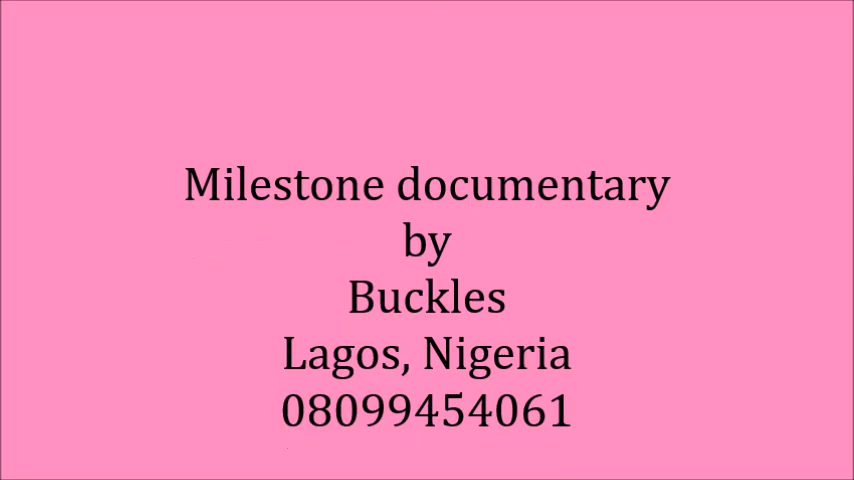 Milestone documentary
by
Buckles
Lagos, Nigeria
08099454061